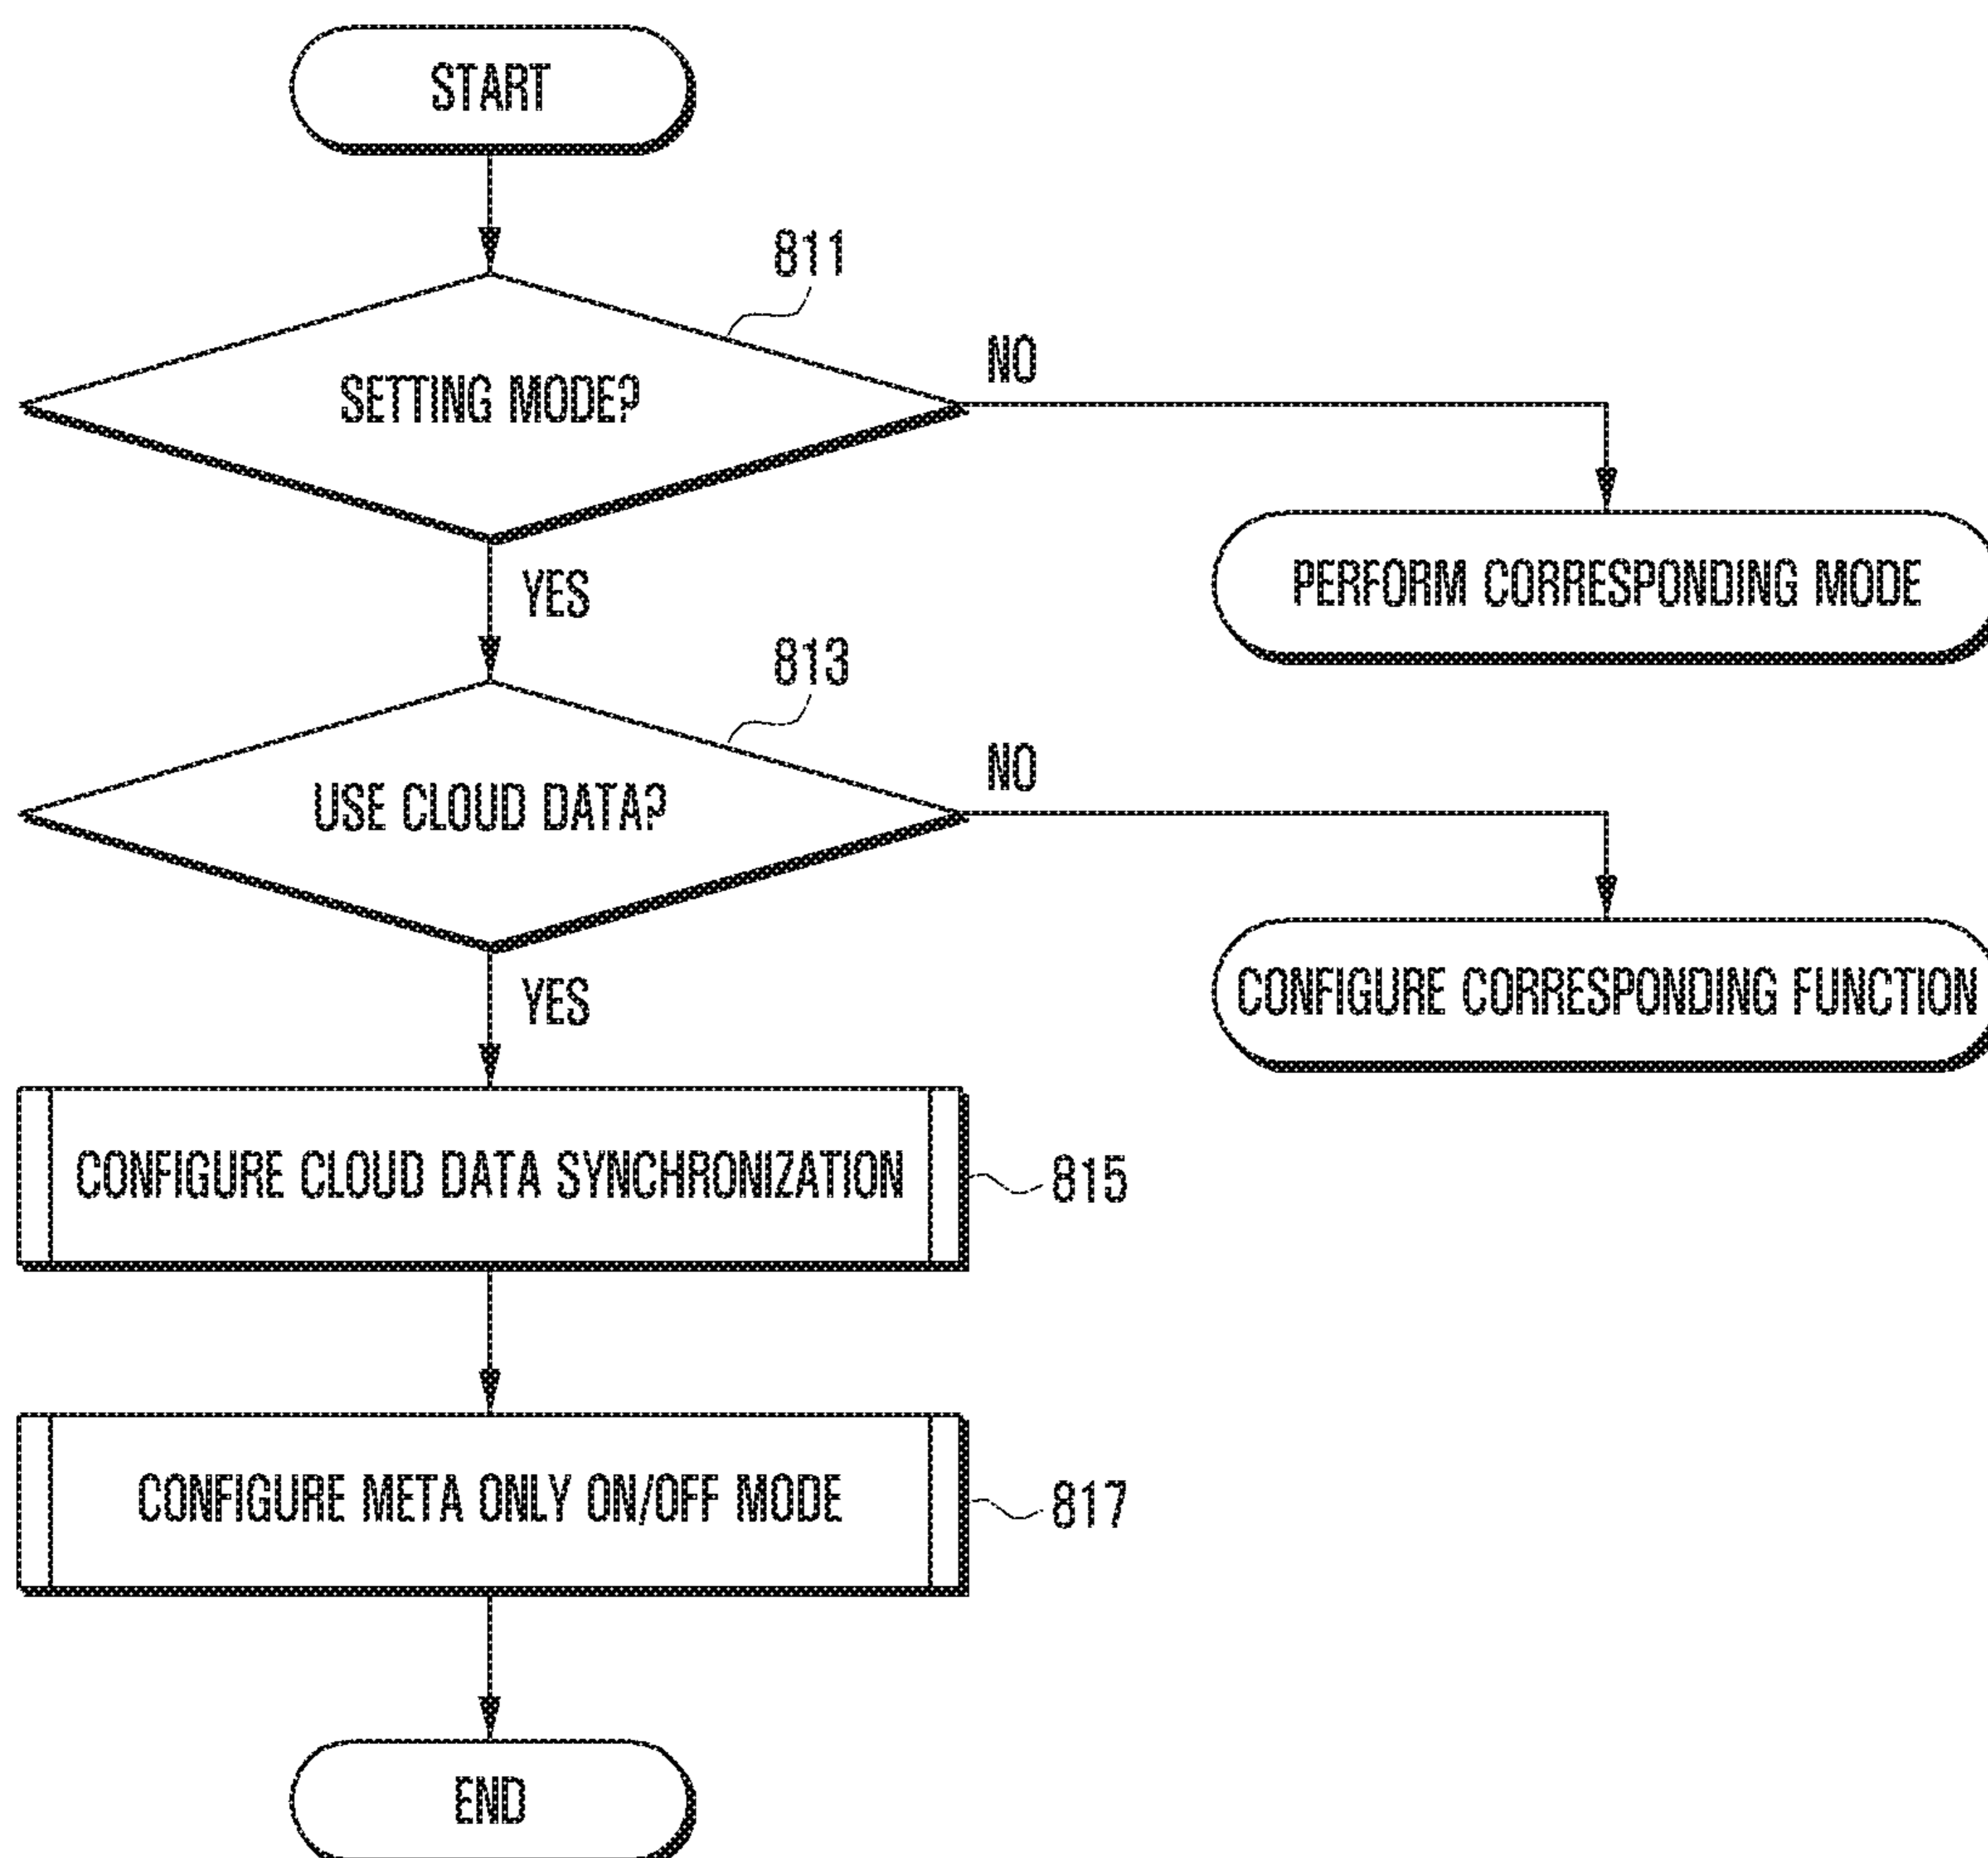 START
811
SETTING MODE?
NO
PERFORM CORRESPONDING MODE
YES
813
USE CLOUD DATA?
NO
CONFIGURE CORRESPONDING FUNCTION
YES
CONFIGURE CLOUD DATA SYNCHRONIZATION
815
CONFIGURE META ONLY ON/OFF MODE
817
END